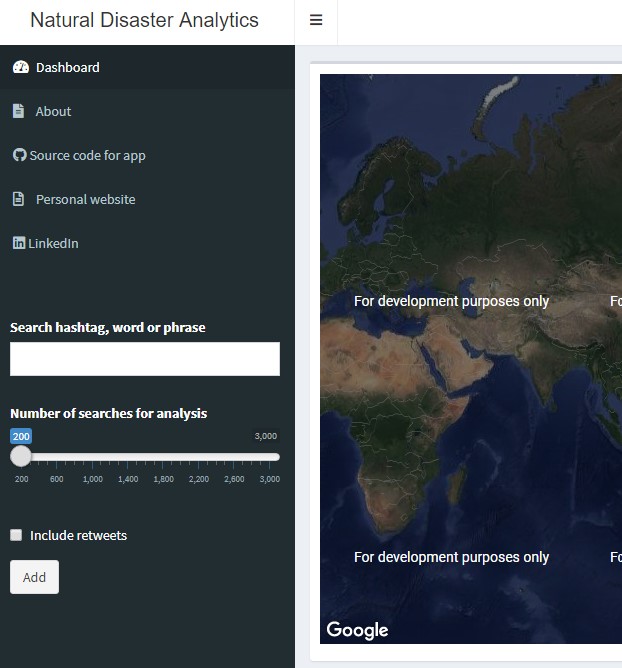 Natural Disaster Analytics
Dashboard
About
Source code for app
Personal website
LinkedIn
Search hashtag, word or phrase
Number of searches for analysis
200 3,000
200 600 1,000 1,400 1,800 2,200 2,600 3,000
Include retweets
Add
For development purposes only Fo
For development purposes only Fo
Google